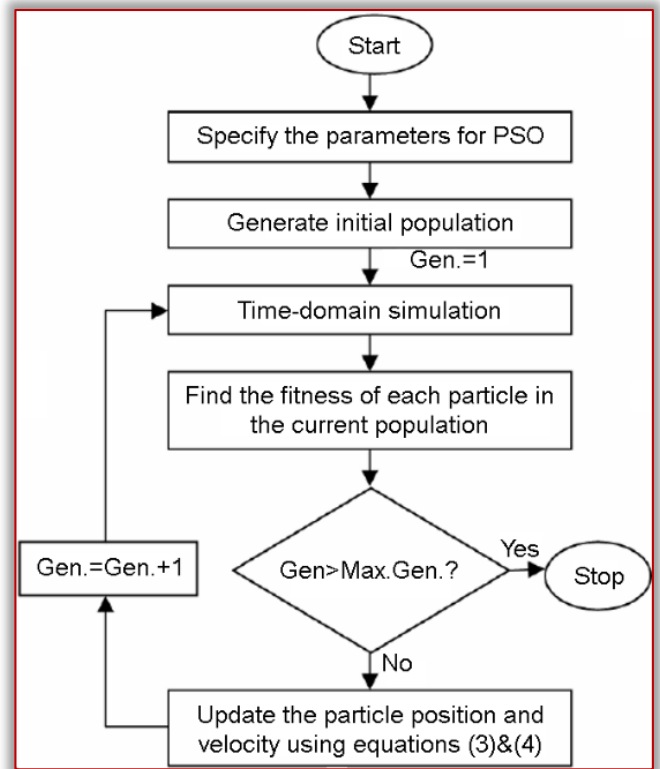 Start
Specify the parameters for PSO
Generate initial population
Gen.=1
Time-domain simulation
Find the fitness of each particle in
the current population
Gen>Max.Gen.?
Yes
Stop
No
Update the particle position and
velocity using equations (3)&(4)
Gen.=Gen.+1